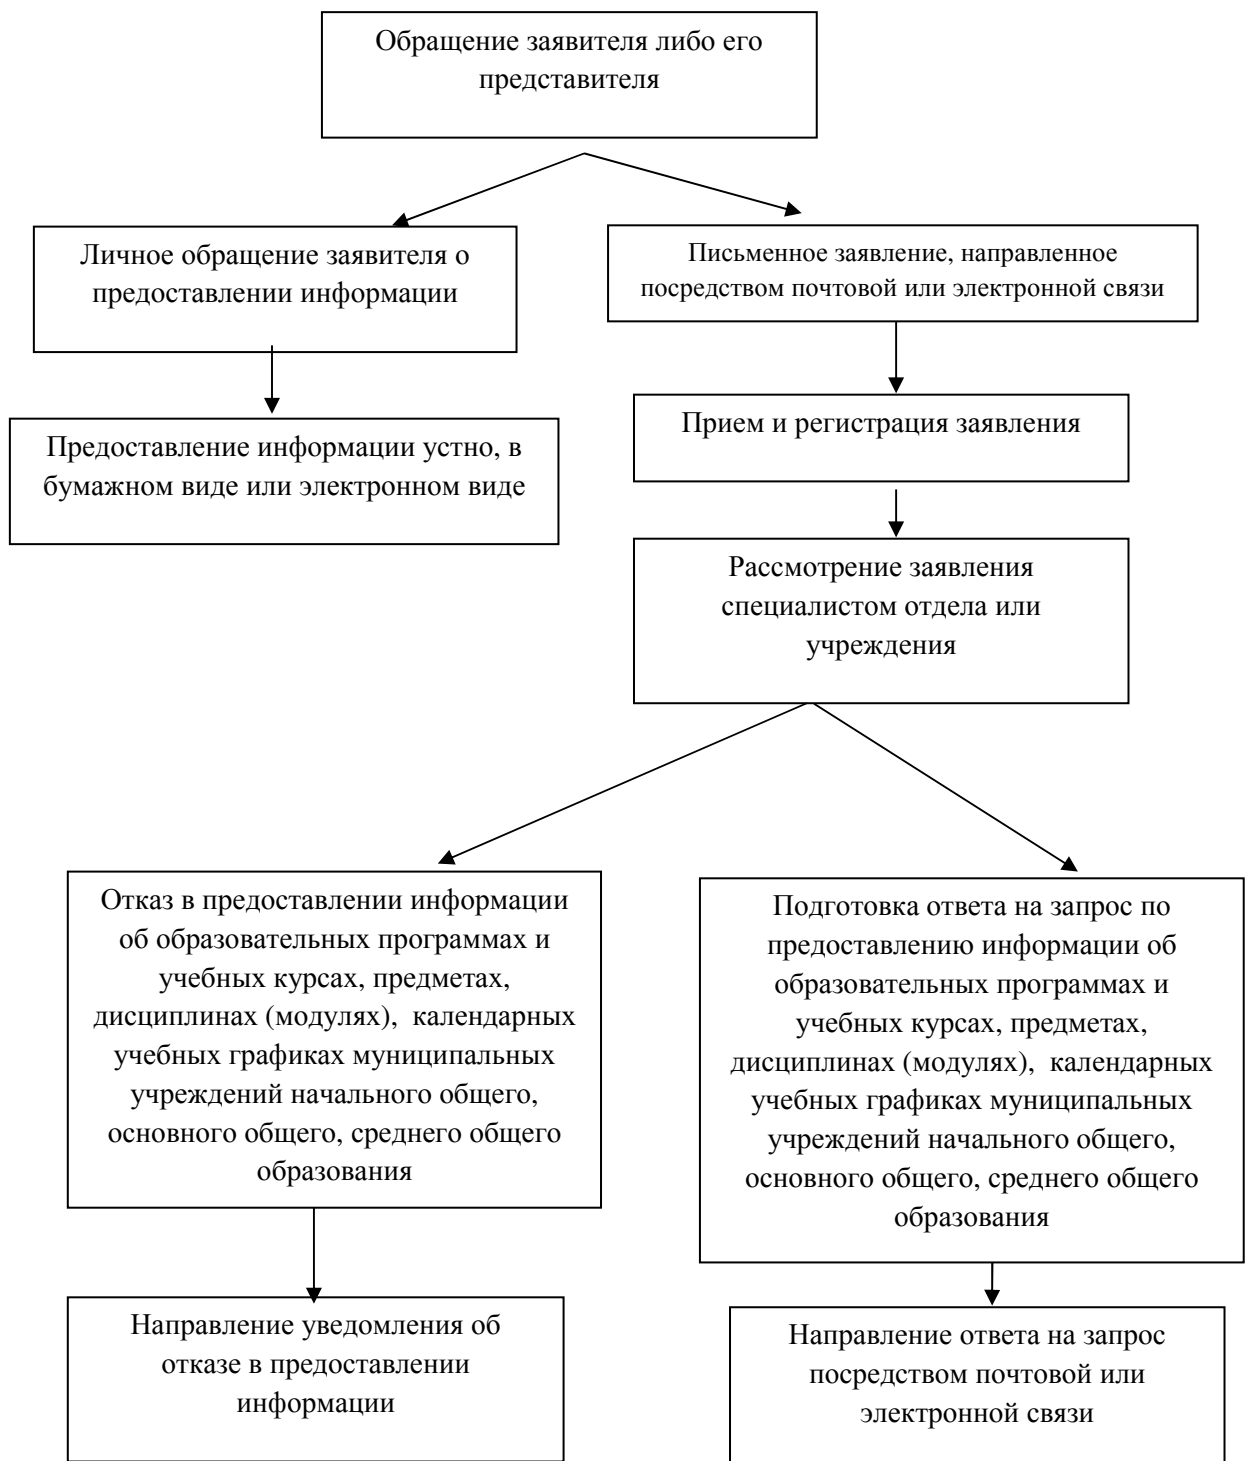 Обращение заявителя либо его
представителя
Личное обращение заявителя о
предоставлении информации
Письменное заявление, направленное
посредством почтовой или электронной связи
Предоставление информации устно, в
бумажном виде или электронном виде
Прием и регистрация заявления
Рассмотрение заявления
специалистом отдела или
учреждения
Отказ в предоставлении информации
об образовательных программах и
учебных курсах, предметах,
дисциплинах (модулях), календарных
учебных графиках муниципальных
учреждений начального общего,
основного общего, среднего общего
образования
Подготовка ответа на запрос по
предоставлению информации об
образовательных программах и
учебных курсах, предметах,
дисциплинах (модулях), календарных
учебных графиках муниципальных
учреждений начального общего,
основного общего, среднего общего
образования
Направление уведомления об
отказе в предоставлении
информации
Направление ответа на запрос
посредством почтовой или
электронной связи